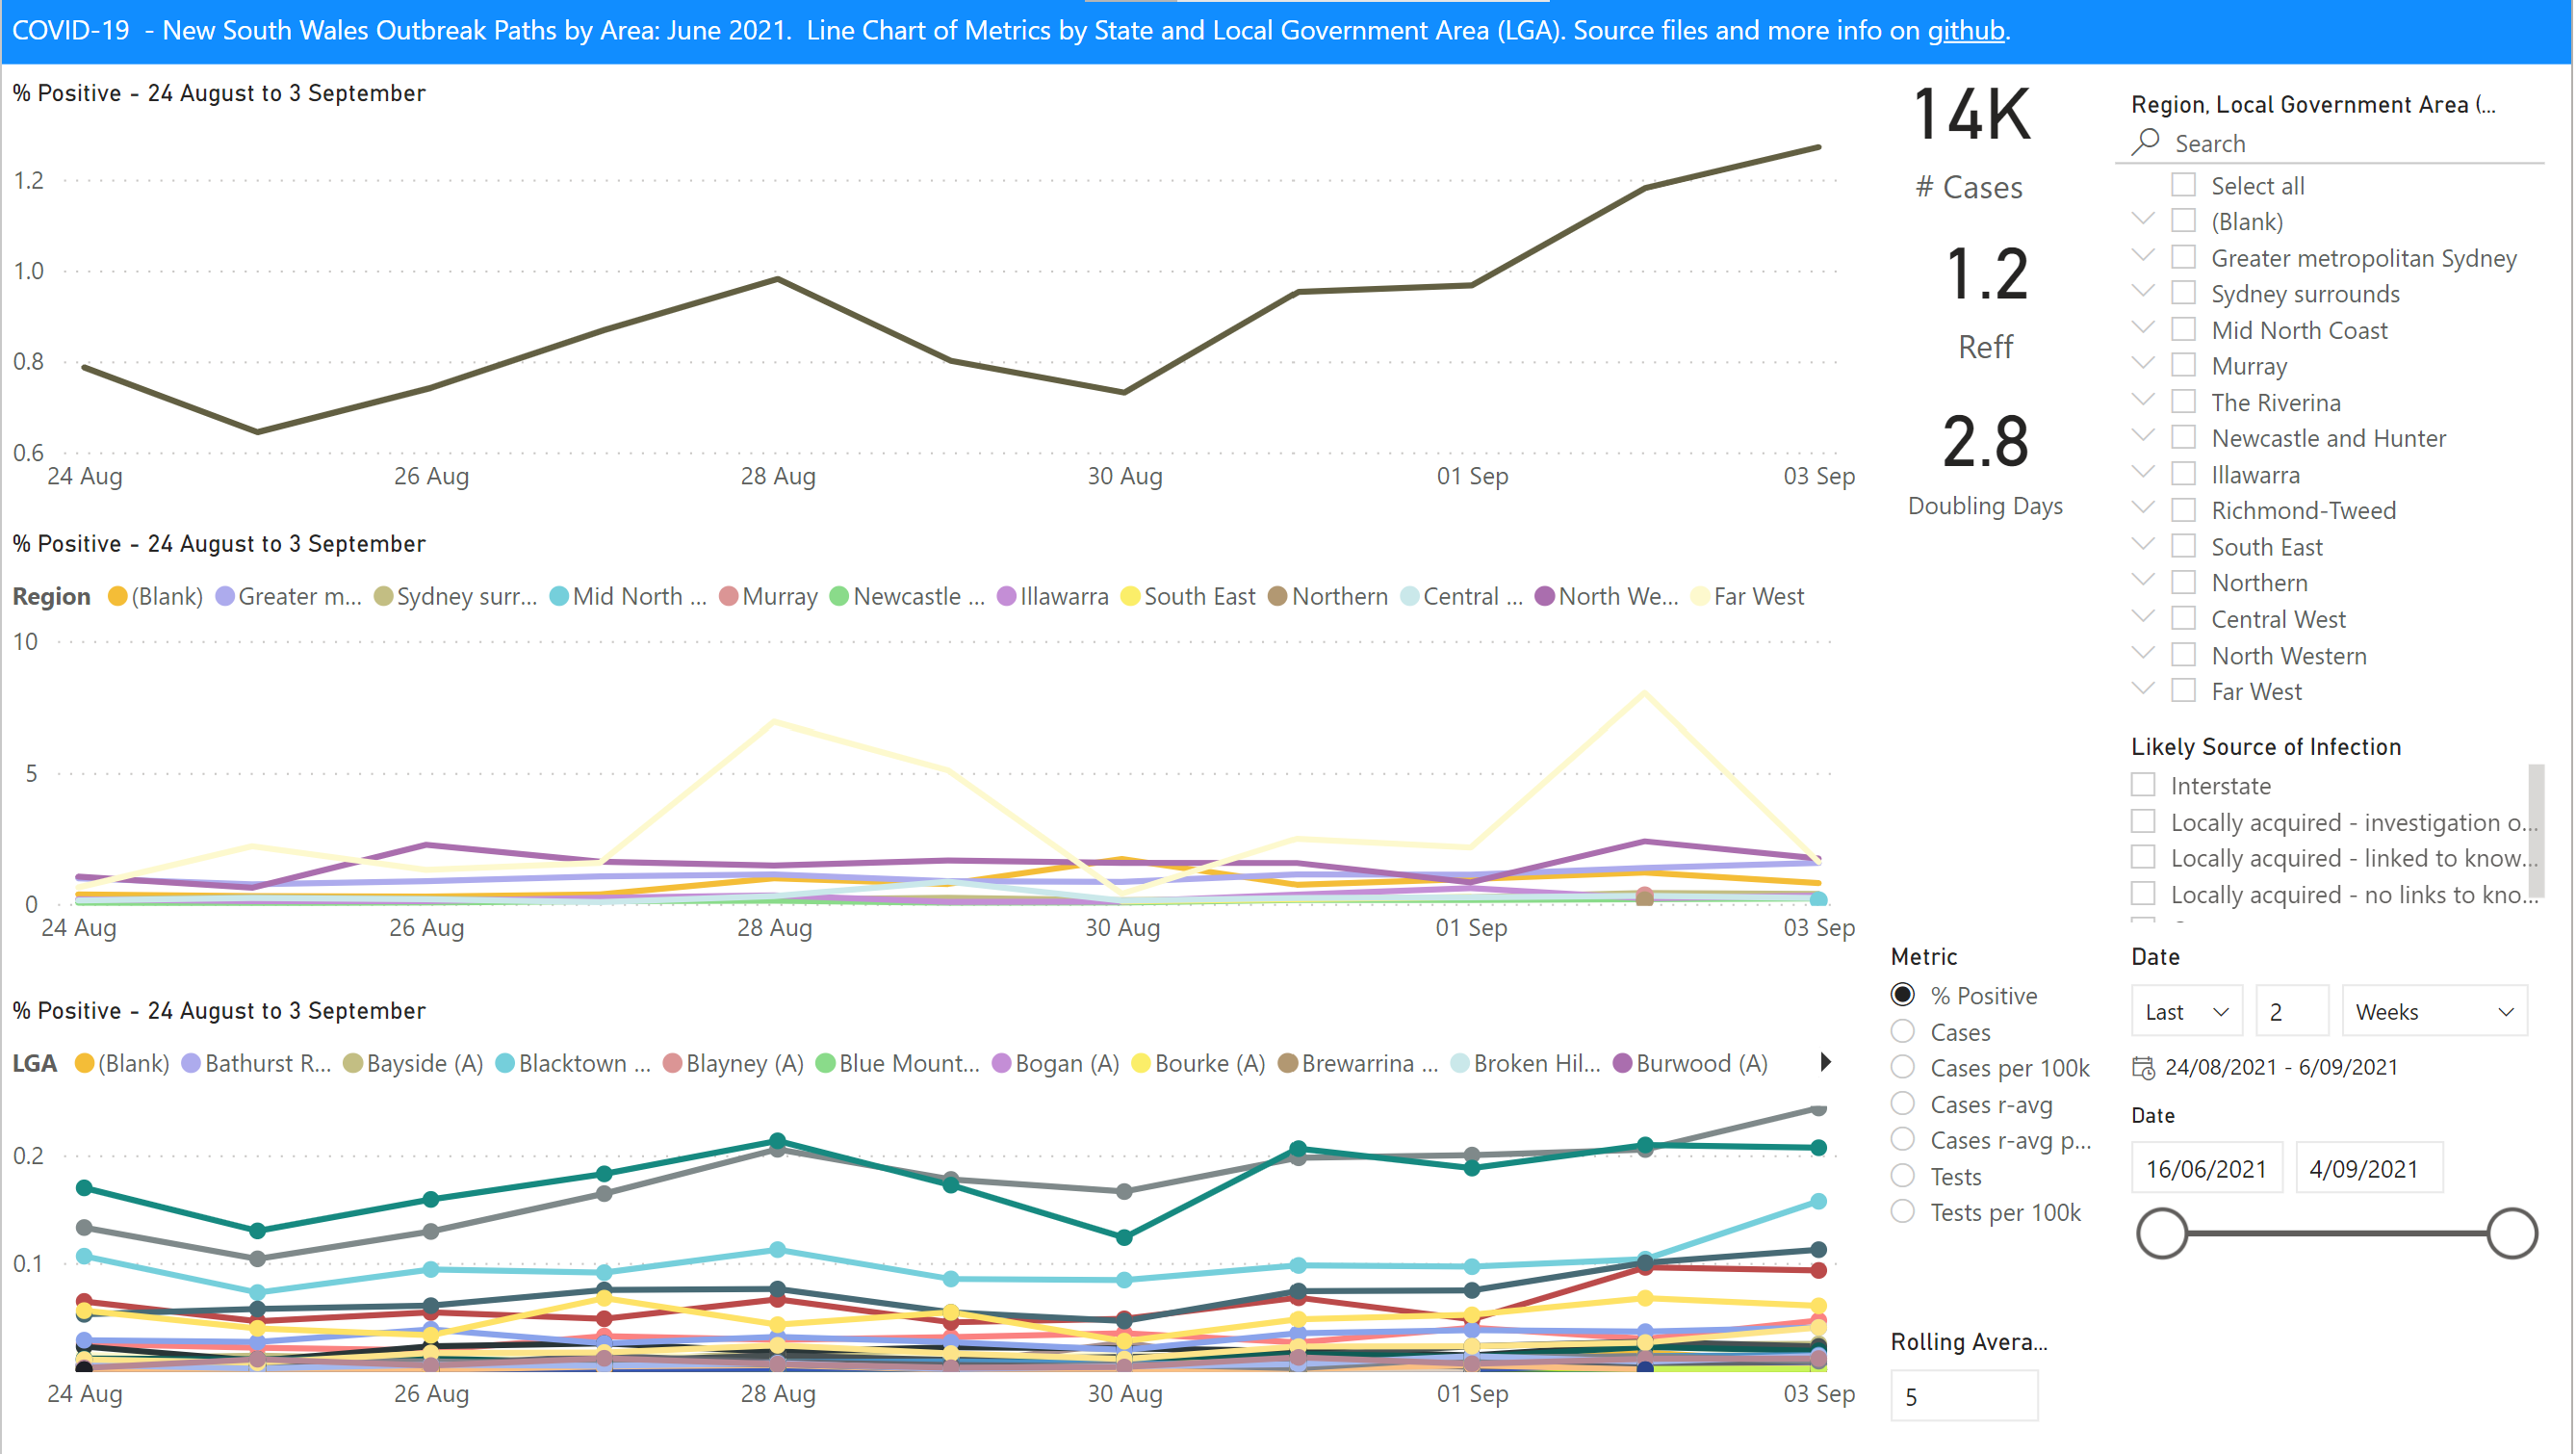 COVID-19 - New South Wales Outbreak Paths by Area: June 2021. Line Chart of Metrics by State and Local Government Area (LGA). Source files and more info on github.
% Positive - 24 August to 3 September
1.2
1.0
0.8
0.6
24 Aug 26 Aug 28 Aug 30 Aug 01 Sep 03 Sep
14K
# Cases
1.2
Reff
2.8
Doubling Days
% Positive - 24 August to 3 September
Region (Blank) Greater m... Sydney surr... Mid North ... Murray Newcastle ... Illawarra South East Northern Central ... North We... Far West
10
5
0
24 Aug 26 Aug 28 Aug 30 Aug 01 Sep 03 Sep
% Positive - 24 August to 3 September
LGA (Blank) Bathurst R... Bayside (A) Blacktown ... Blayney (A) Blue Mount... Bogan (A) Bourke (A) Brewarrina ... Broken Hil... Burwood (A)
0.2
0.1
24 Aug 26 Aug 28 Aug 30 Aug 01 Sep 03 Sep
Metric
% Positive
Cases
Cases per 100k
Cases r-avg
Cases r-avg p...
Tests
Tests per 100k
Rolling Avera...
5
Region, Local Government Area (...
Search
Select all
(Blank)
Greater metropolitan Sydney
Sydney surrounds
Mid North Coast
Murray
The Riverina
Newcastle and Hunter
Illawarra
Richmond-Tweed
South East
Northern
Central West
North Western
Far West
Likely Source of Infection
Interstate
Locally acquired - investigation o...
Locally acquired - linked to know...
Locally acquired - no links to kno...
Date
Last 2 Weeks
24/08/2021 - 6/09/2021
Date
16/06/2021 4/09/2021